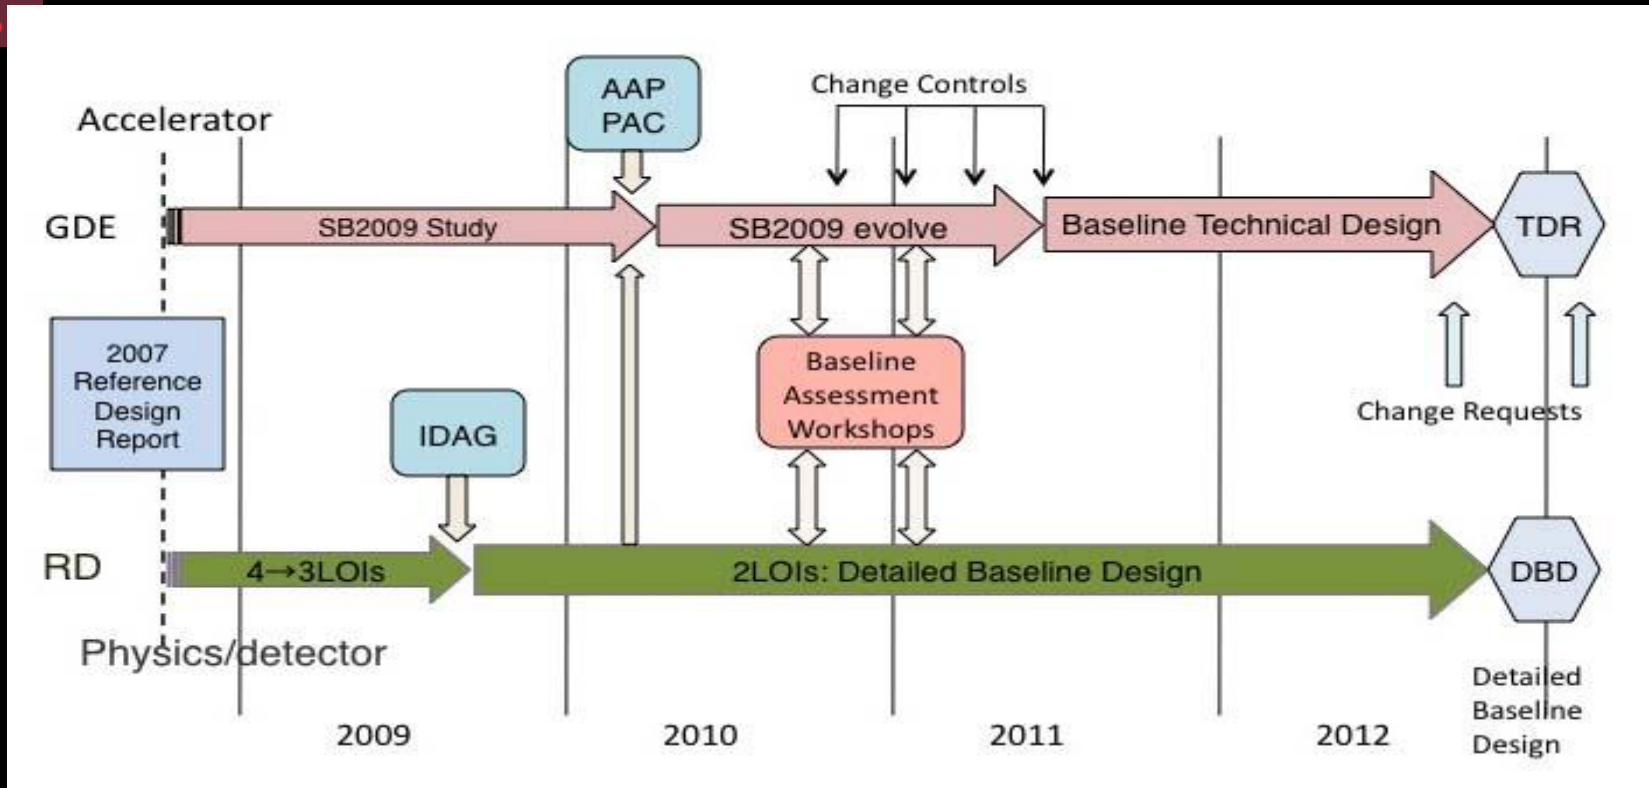 AAP
PAC
Change Controls
Accelerator
GDE
SB2009 Study
SB2009 evolve
Baseline Technical Design
TDR
2007
Reference
Design
Report
IDAG
Baseline
Assessment
Workshops
Change Requests
RD
4→3LOIs
2LOIs: Detailed Baseline Design
DBD
Physics/detector
Detailed
Baseline
Design
2009
2010
2011
2012